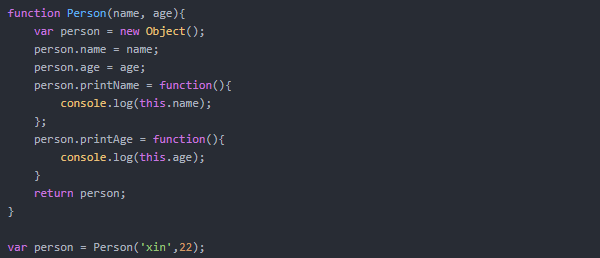 function Person(name, age){
    var person = new Object();
    person.name = name;
    person.age = age;
    person.printName = function(){
        console.log(this.name);
    };
    person.printAge = function(){
        console.log(this.age);
    }
    return person;
}

var person = Person('xin',22);